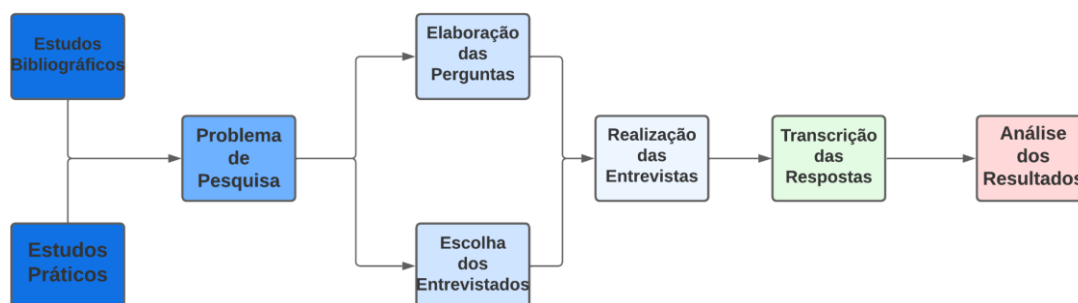 Estudos
Bibliográficos
Estudos
Práticos
Problema
de
Pesquisa
Elaboração
das
Perguntas
Escolha
dos
Entrevistados
Realização
das
Entrevistas
Transcrição
das
Respostas
Análise
dos
Resultados